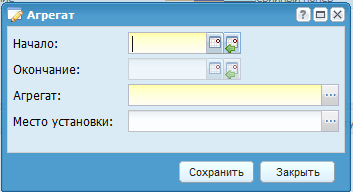 Агрегат
Начало:
Окончание:
Агрегат:
Место установки:
Сохранить Закрыть